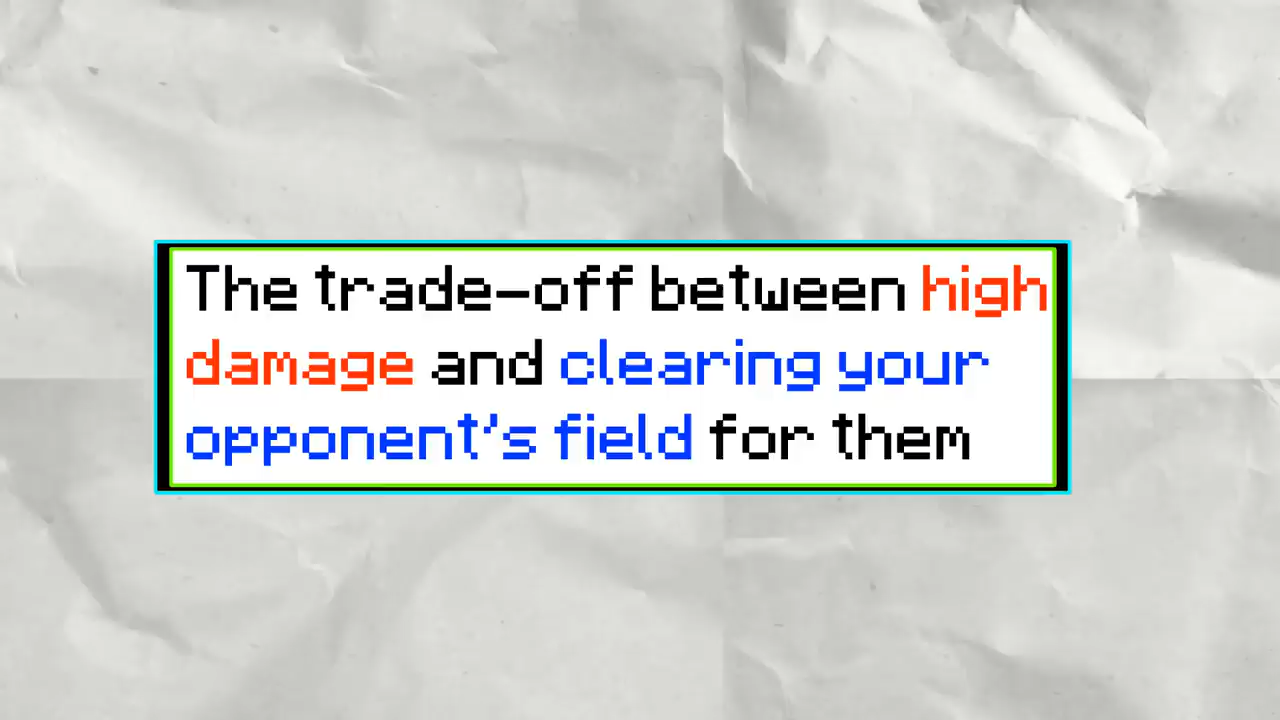 The trade-off between high
damage and clearing your
opponent's field for them